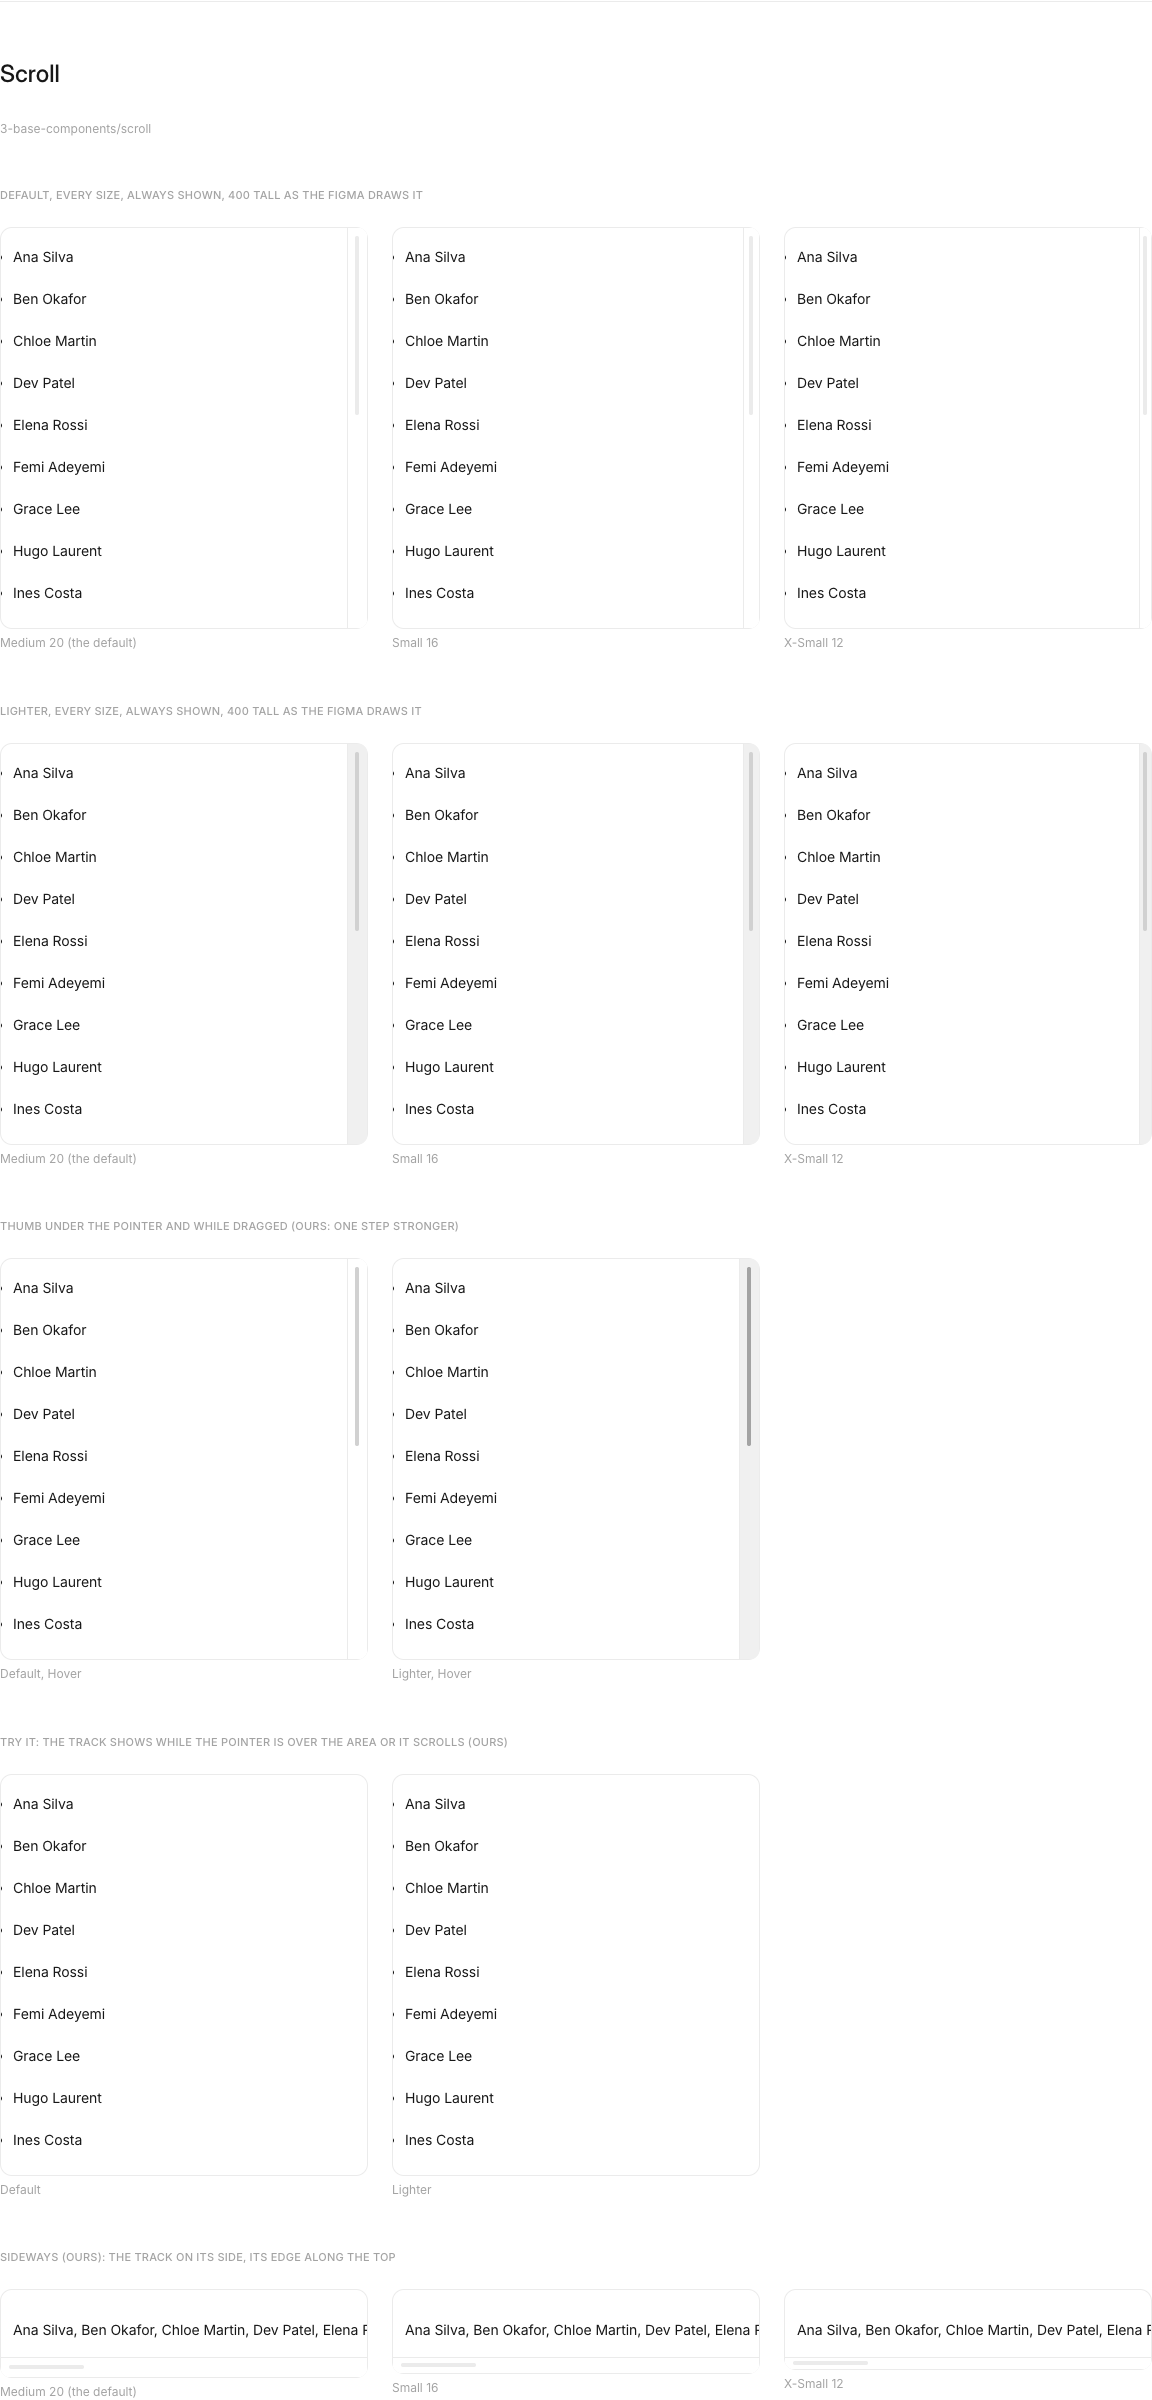 Scroll
3-base-components/scroll
DEFAULT, EVERY SIZE, ALWAYS SHOWN, 400 TALL AS THE FIGMA DRAWS IT
Ana Silva
Ben Okafor
Chloe Martin
Dev Patel
Elena Rossi
Femi Adeyemi
Grace Lee
Hugo Laurent
Ines Costa
Medium 20 (the default)
Ana Silva
Ben Okafor
Chloe Martin
Dev Patel
Elena Rossi
Femi Adeyemi
Grace Lee
Hugo Laurent
Ines Costa
Small 16
Ana Silva
Ben Okafor
Chloe Martin
Dev Patel
Elena Rossi
Femi Adeyemi
Grace Lee
Hugo Laurent
Ines Costa
X-Small 12
LIGHTER, EVERY SIZE, ALWAYS SHOWN, 400 TALL AS THE FIGMA DRAWS IT
Ana Silva
Ben Okafor
Chloe Martin
Dev Patel
Elena Rossi
Femi Adeyemi
Grace Lee
Hugo Laurent
Ines Costa
Medium 20 (the default)
Ana Silva
Ben Okafor
Chloe Martin
Dev Patel
Elena Rossi
Femi Adeyemi
Grace Lee
Hugo Laurent
Ines Costa
Small 16
Ana Silva
Ben Okafor
Chloe Martin
Dev Patel
Elena Rossi
Femi Adeyemi
Grace Lee
Hugo Laurent
Ines Costa
X-Small 12
THUMB UNDER THE POINTER AND WHILE DRAGGED (OURS: ONE STEP STRONGER)
Ana Silva
Ben Okafor
Chloe Martin
Dev Patel
Elena Rossi
Femi Adeyemi
Grace Lee
Hugo Laurent
Ines Costa
Default, Hover
Ana Silva
Ben Okafor
Chloe Martin
Dev Patel
Elena Rossi
Femi Adeyemi
Grace Lee
Hugo Laurent
Ines Costa
Lighter, Hover
TRY IT: THE TRACK SHOWS WHILE THE POINTER IS OVER THE AREA OR IT SCROLLS (OURS)
Ana Silva
Ben Okafor
Chloe Martin
Dev Patel
Elena Rossi
Femi Adeyemi
Grace Lee
Hugo Laurent
Ines Costa
Default
Ana Silva
Ben Okafor
Chloe Martin
Dev Patel
Elena Rossi
Femi Adeyemi
Grace Lee
Hugo Laurent
Ines Costa
Lighter
SIDEWAYS (OURS): THE TRACK ON ITS SIDE, ITS EDGE ALONG THE TOP
Ana Silva, Ben Okafor, Chloe Martin, Dev Patel, Elena
Medium 20 (the default)
Ana Silva, Ben Okafor, Chloe Martin, Dev Patel, Elena
Small 16
Ana Silva, Ben Okafor, Chloe Martin, Dev Patel, Elena
X-Small 12